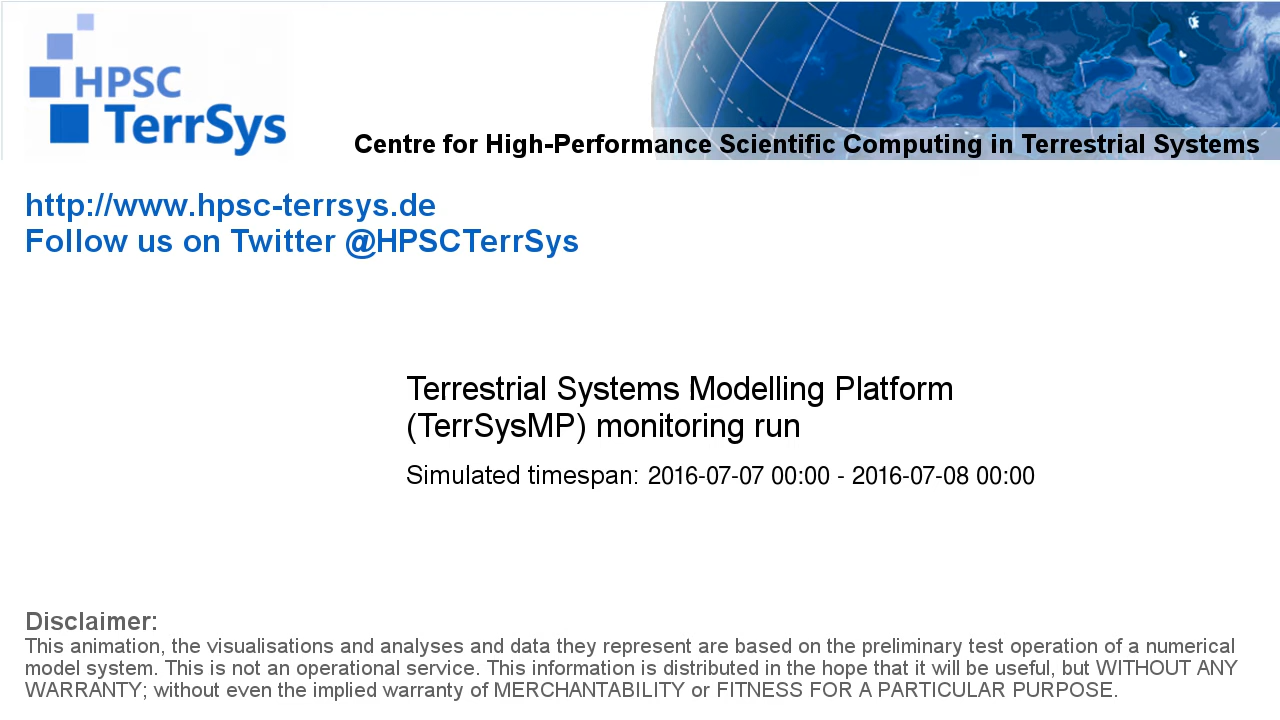 HPSC
TerrSys
Centre for High-Performance Scientific Computing in Terrestrial Systems
http://www.hpsc-terrsys.de
Follow us on Twitter @HPSCTerrSys
Terrestrial Systems Modelling Platform
(TerrSysMP) monitoring run
Simulated timespan: 2016-07-07 00:00 - 2016-07-08 00:00
Disclaimer:
This animation, the visualisations and analyses and data they represent are based on the preliminary test operation of a numerical
model system. This is not an operational service. This information is distributed in the hope that it will be useful, but WITHOUT ANY
WARRANTY; without even the implied warranty of MERCHANTABILITY or FITNESS FOR A PARTICULAR PURPOSE.